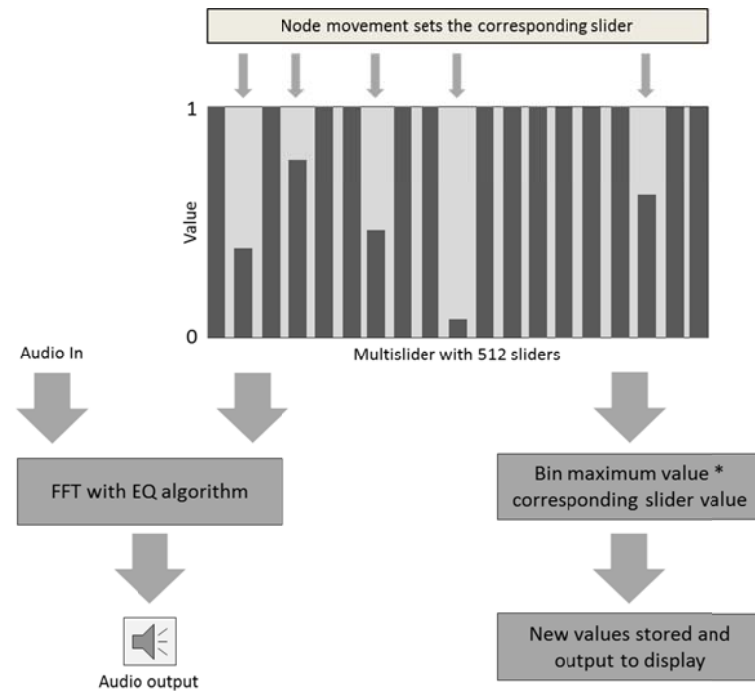 Node movement sets the corresponding slider
1
Value
0
Multislider with 512 sliders
Audio In
FFT with EQ algorithm
Bin maximum value *
corresponding slider value
New values stored and
output to display
Audio output